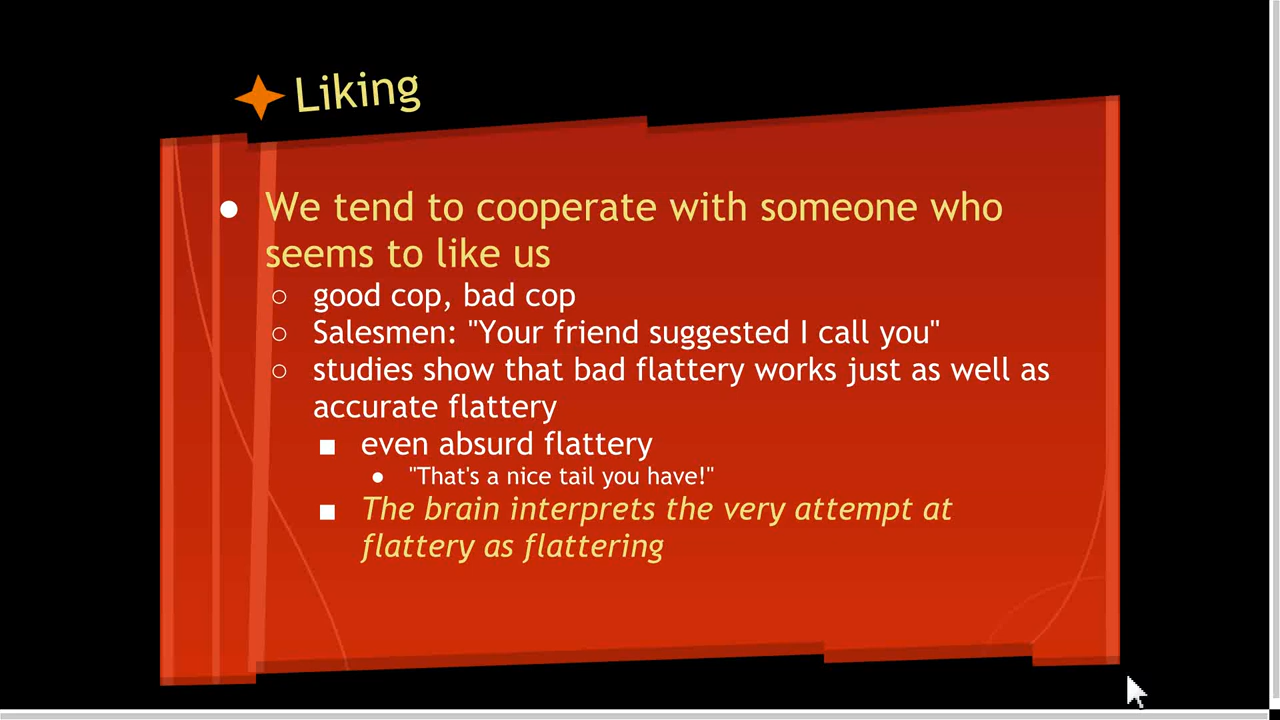 Liking
● We tend to cooperate with someone who
seems to like us
○ good cop, bad cop
○ Salesmen: "Your friend suggested I call you"
○ studies show that bad flattery works just as well as
accurate flattery
■ even absurd flattery
● "That's a nice tail you have!"
■ The brain interprets the very attempt at
flattery as flattering